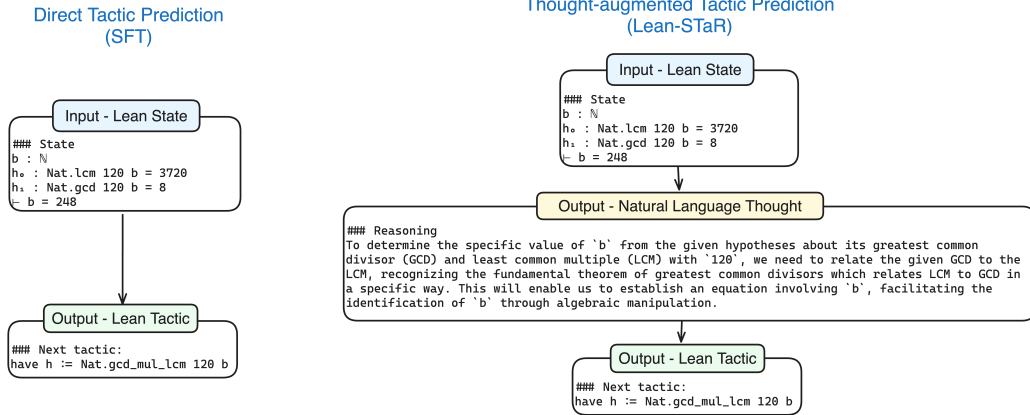 Direct Tactic Prediction
(SFT)
Input - Lean State
### State
b : ℕ
h₀ : Nat.lcm 120 b = 3720
h₁ : Nat.gcd 120 b = 8
⊢ b = 248
Output - Lean Tactic
### Next tactic:
have h := Nat.gcd_mul_lcm 120 b
Thought-augmented Tactic Prediction
(Lean-STaR)
Input - Lean State
### State
b : ℕ
h₀ : Nat.lcm 120 b = 3720
h₁ : Nat.gcd 120 b = 8
⊢ b = 248
Output - Natural Language Thought
### Reasoning
To determine the specific value of `b` from the given hypotheses about its greatest common
divisor (GCD) and least common multiple (LCM) with `120`, we need to relate the given GCD to the
LCM, recognizing the fundamental theorem of greatest common divisors which relates LCM to GCD in
a specific way. This will enable us to establish an equation involving `b`, facilitating the
identification of `b` through algebraic manipulation.
Output - Lean Tactic
### Next tactic:
have h := Nat.gcd_mul_lcm 120 b